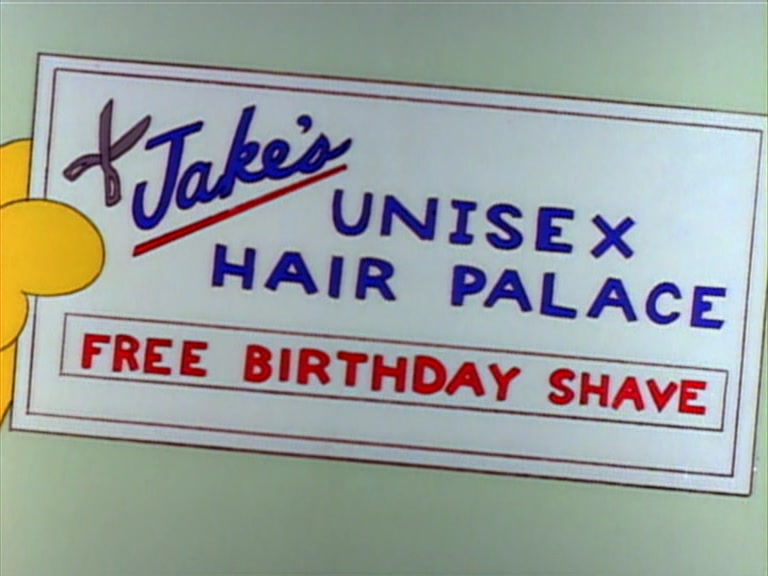 Jake's
UNISEX
HAIR PALACE
FREE BIRTHDAY SHAVE